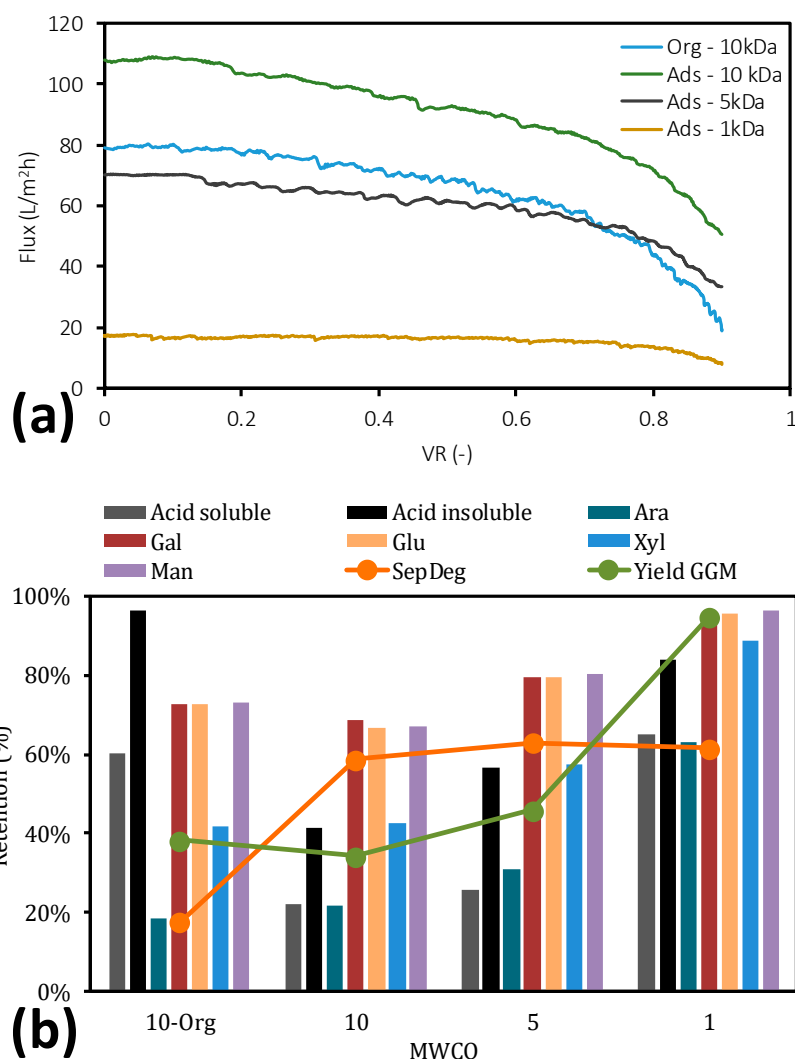 120
100
80
60
40
20
0
Flux (L/m²h)
Org - 10kDa
Ads - 10 kDa
Ads - 5kDa
Ads - 1kDa
0 0.2 0.4 0.6 0.8 1
VR (-)
(a)
Acid soluble Acid insoluble Ara
Gal Glu Xyl
Man SepDeg Yield GGM
100%
80%
60%
40%
20%
0%
Retention (%)
10-Org 10 5 1
MWCO
(b)